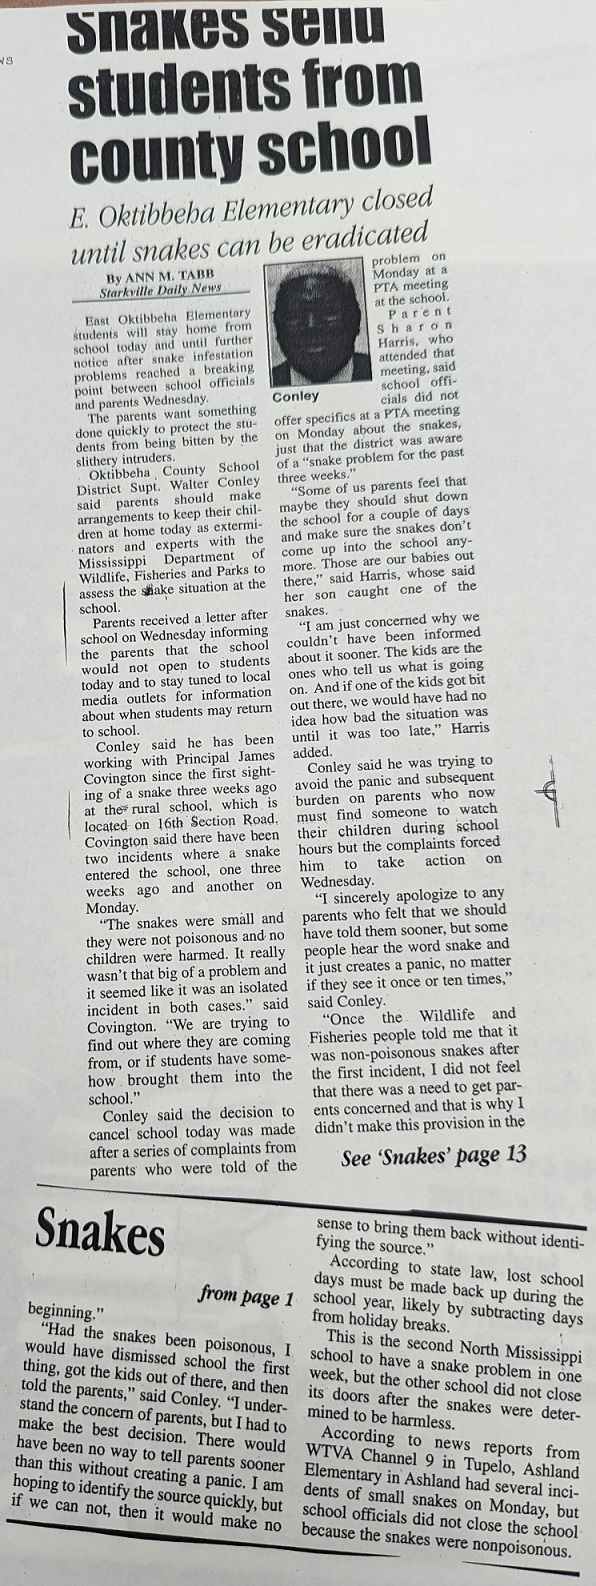 ws
Snakes send
students from
county school
E. Oktibbeha Elementary closed
until snakes can be eradicated
By ANN M. TABB
Starkville Daily News
East Oktibbeha Elementary
students will stay home from
school today and until further
notice after snake infestation
problems reached a breaking
point between school officials
and parents Wednesday.
The parents want something
done quickly to protect the stu-
dents from being bitten by the
slithery intruders.
Oktibbeha County School
District Supt. Walter Conley
said parents should make
arrangements to keep their chil-
dren at home today as extermi-
nators and experts with the
Mississippi Department of
Wildlife, Fisheries and Parks to
assess the snake situation at the
school.
Parents received a letter after
school on Wednesday informing
the parents that the school
would not open to students
today and to stay tuned to local
media outlets for information
about when students may return
to school.
Conley said he has been
working with Principal James
Covington since the first sight-
ing of a snake three weeks ago
at the rural school, which is
located on 16th Section Road.
Covington said there have been
two incidents where a snake
entered the school, one three
weeks ago and another on
Monday.
"The snakes were small and
they were not poisonous and no
children were harmed. It really
wasn't that big of a problem and
it seemed like it was an isolated
incident in both cases." said
Covington. "We are trying to
find out where they are coming
from, or if students have some-
how brought them into the
school."
Conley said the decision to
cancel school today was made
after a series of complaints from
parents who were told of the
Conley
problem on
Monday at a
PTA meeting
at the school.
Parent
Sharon
Harris, who
attended that
meeting, said
school offi-
cials did not
offer specifics at a PTA meeting
on Monday about the snakes,
just that the district was aware
of a "snake problem for the past
three weeks."
"Some of us parents feel that
maybe they should shut down
the school for a couple of days
and make sure the snakes don't
come up into the school any-
more. Those are our babies out
there," said Harris, whose said
her son caught one of the
snakes.
"I am just concerned why we
couldn't have been informed
about it sooner. The kids are the
ones who tell us what is going
on. And if one of the kids got bit
out there, we would have had no
idea how bad the situation was
until it was too late," Harris
added.
Conley said he was trying to
avoid the panic and subsequent
burden on parents who now
must find someone to watch
their children during school
hours but the complaints forced
him to take action on
Wednesday.
"I sincerely apologize to any
parents who felt that we should
have told them sooner, but some
people hear the word snake and
it just creates a panic, no matter
if they see it once or ten times,"
said Conley.
"Once the Wildlife and
Fisheries people told me that it
was non-poisonous snakes after
the first incident, I did not feel
that there was a need to get par-
ents concerned and that is why I
didn't make this provision in the
See 'Snakes' page 13
Snakes
from page 1
beginning."
"Had the snakes been poisonous, I
would have dismissed school the first
thing, got the kids out of there, and then
told the parents," said Conley. "I under-
stand the concern of parents, but I had to
make the best decision. There would
have been no way to tell parents sooner
than this without creating a panic. I am
hoping to identify the source quickly, but
if we can not, then it would make no
sense to bring them back without identi-
fying the source."
According to state law, lost school
days must be made back up during the
school year, likely by subtracting days
from holiday breaks.
This is the second North Mississippi
school to have a snake problem in one
week, but the other school did not close
its doors after the snakes were deter-
mined to be harmless.
According to news reports from
WTVA Channel 9 in Tupelo, Ashland
Elementary in Ashland had several inci-
dents of small snakes on Monday, but
school officials did not close the school
because the snakes were nonpoisonous.